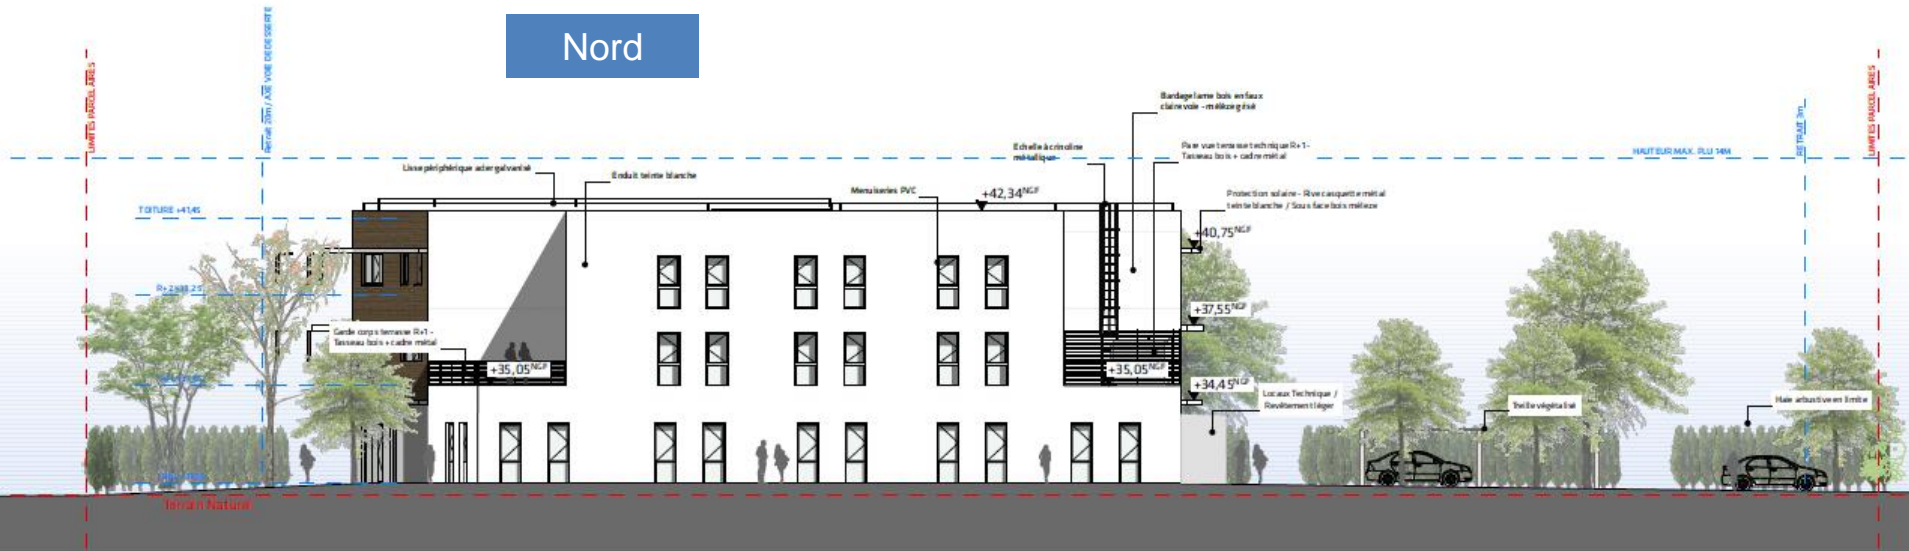 Nord
LIMITES PARCELAIRES
Retrait 20m / AXE VOIE DE DESSERTE
Bardage lame bois en faux
claire voie - mélèze grisé
Echelle à crinoline
métallique
Pare vue terrasse technique R+1 -
Tasseau bois + cadre métal
HAUTEUR MAX. PLU 14M
RETRAIT 3m
LIMITES PARCELAIRES
Lisse périphérique acier galvanisé
Enduit teinte blanche
Menuiseries PVC
+42,34NGF
Protection solaire - Rive casquette métal
teinte blanche / Sous face bois mélèze
TOITURE +41,45
+40,75NGF
+37,55NGF
Garde corps terrasse R+1 -
Tasseau bois + cadre métal
+35,05NGF
+35,05NGF
+34,45NGF
Locaux Technique /
Revêtement léger
Treille végétalisé
Haie arbustive en limite
Terrain Naturel